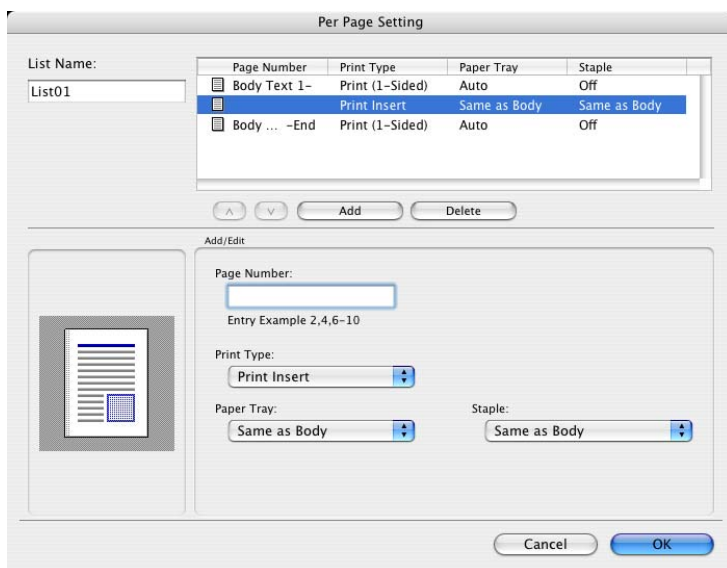 Per Page Setting
List Name:
List01
Page Number Print Type Paper Tray Staple
Body Text 1- Print (1-Sided) Auto Off
Print Insert Same as Body Same as Body
Body ... -End Print (1-Sided) Auto Off
Add Delete
Add/Edit
Page Number:
Entry Example 2,4,6-10
Print Type:
Print Insert
Paper Tray: Staple:
Same as Body Same as Body
Cancel OK